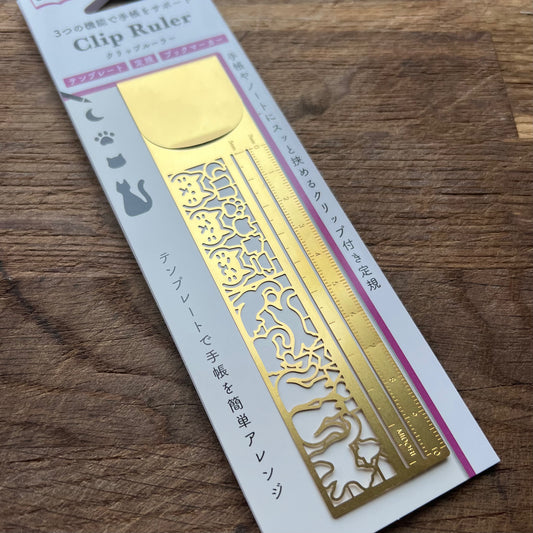 3つの機能で手帳をサポート
Clip Ruler
クリップルーラー
テンプレート 定規 ブックマーカー
手帳やノートにスッと挟めるクリップ付き定規
テンプレートで手帳を簡単アレンジ
midori